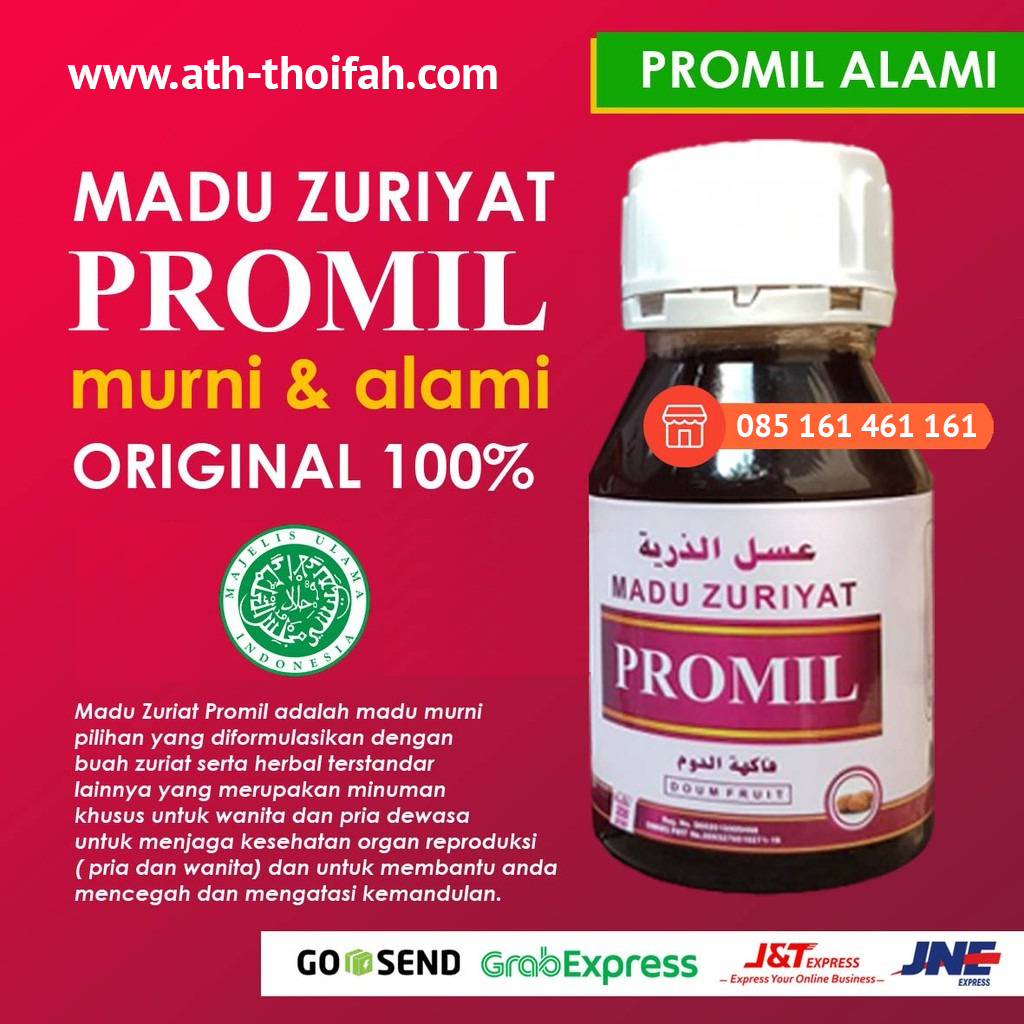 www.ath-thoifah.com
PROMIL ALAMI
MADU ZURIYAT
PROMIL
murni & alami
ORIGINAL 100%
085 161 461 161
MAJELIS ULAMA
INDONESIA
حلال
عسل الذرية
MADU ZURIYAT
PROMIL
فاكهة الدوم
DOUM FRUIT
Madu Zuriat Promil adalah madu murni
pilihan yang diformulasikan dengan
buah zuriat serta herbal terstandar
lainnya yang merupakan minuman
khusus untuk wanita dan pria dewasa
untuk menjaga kesehatan organ reproduksi
( pria dan wanita) dan untuk membantu anda
mencegah dan mengatasi kemandulan.
GO SEND
GrabExpress
J&T EXPRESS
Express Your Online Business
JNE
EXPRESS